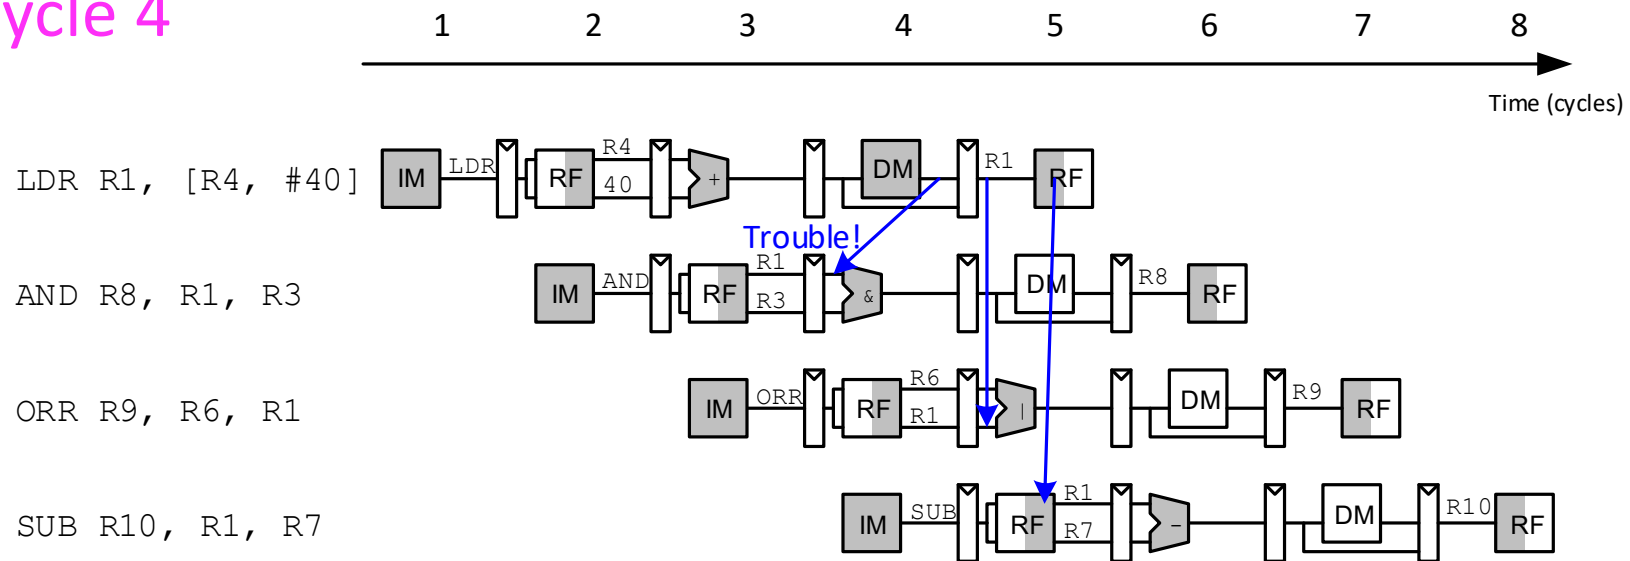 ycle 4
1 2 3 4 5 6 7 8
Time (cycles)
LDR R1, [R4, #40] IM LDR RF R4 40 + DM R1 RF
Trouble!
AND R8, R1, R3 IM AND RF R1 R3 & DM R8 RF
ORR R9, R6, R1 IM ORR RF R6 R1 | DM R9 RF
SUB R10, R1, R7 IM SUB RF R1 R7 - DM R10 RF